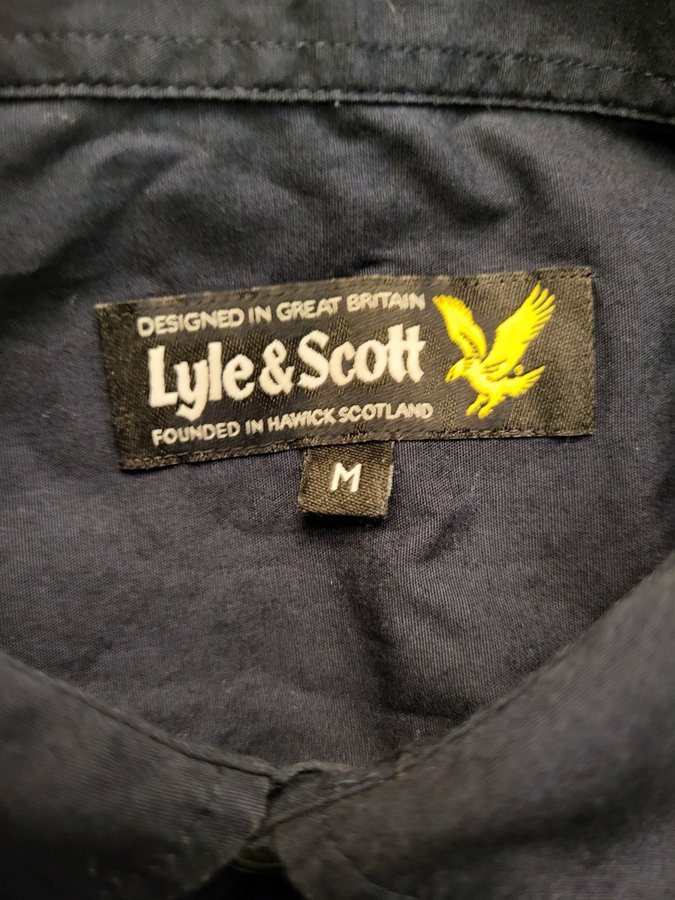 DESIGNED IN GREAT BRITAIN
Lyle & Scott
FOUNDED IN HAWICK SCOTLAND
M